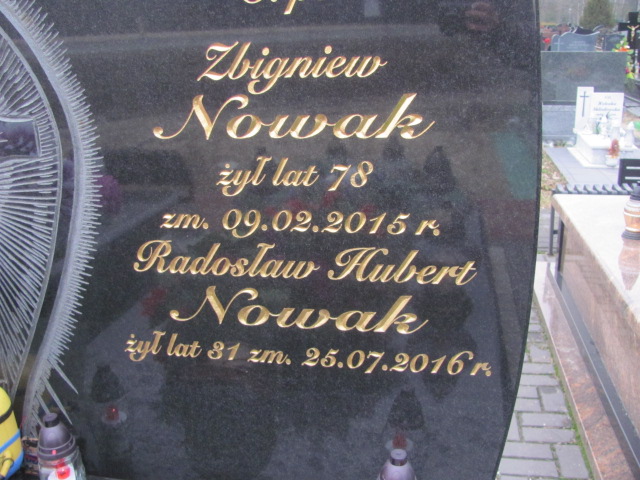 Zbigniew
Nowak
żył lat 78
zm. 09.02.2015 r.
Radosław Hubert
Nowak
żył lat 31 zm. 25.07.2016 r.